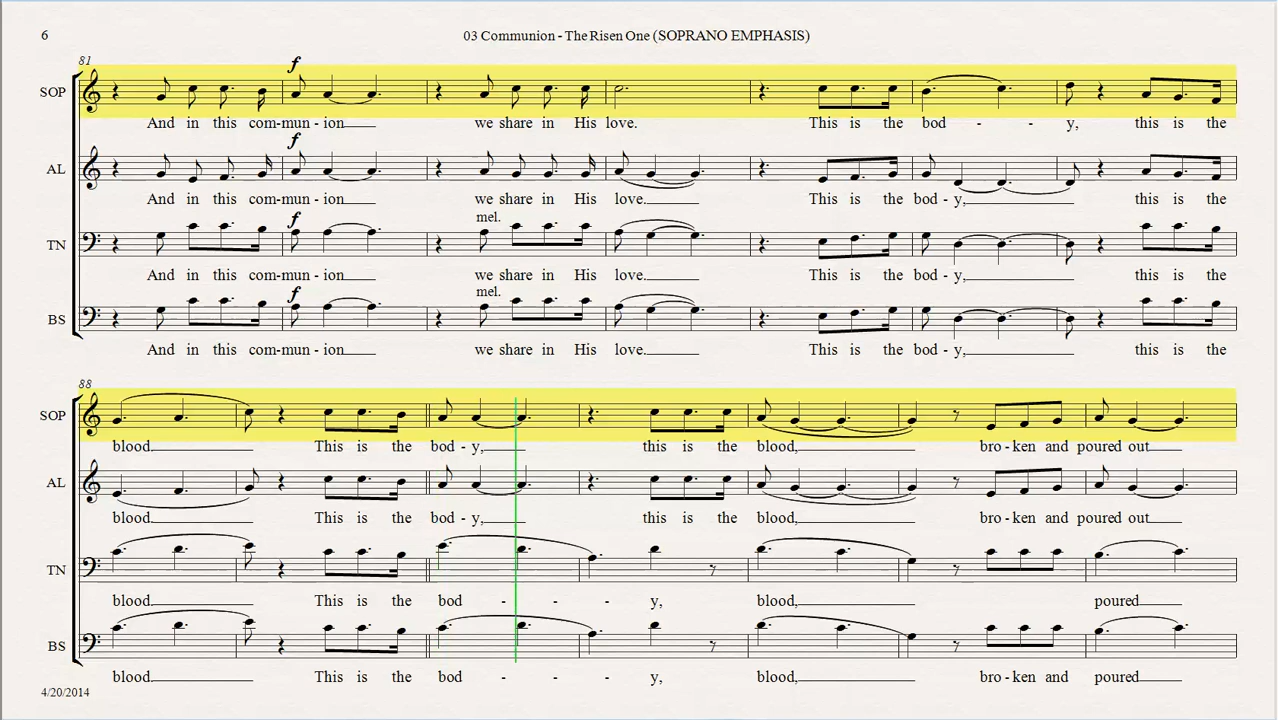 6
03 Communion - The Risen One (SOPRANO EMPHASIS)
81
f
SOP
And in this com-mun - ion we share in His love. This is the bod - - y, this is the
f
AL
And in this com-mun - ion we share in His love. This is the bod - y, this is the
f mel.
TN
And in this com-mun - ion we share in His love. This is the bod - y, this is the
f mel.
BS
And in this com-mun - ion we share in His love. This is the bod - y, this is the
88
SOP
blood. This is the bod - y, this is the blood, bro - ken and poured out
AL
blood. This is the bod - y, this is the blood, bro - ken and poured out
TN
blood. This is the bod - - - y, blood, poured
BS
blood. This is the bod - - - y, blood, bro - ken and poured
4/20/2014